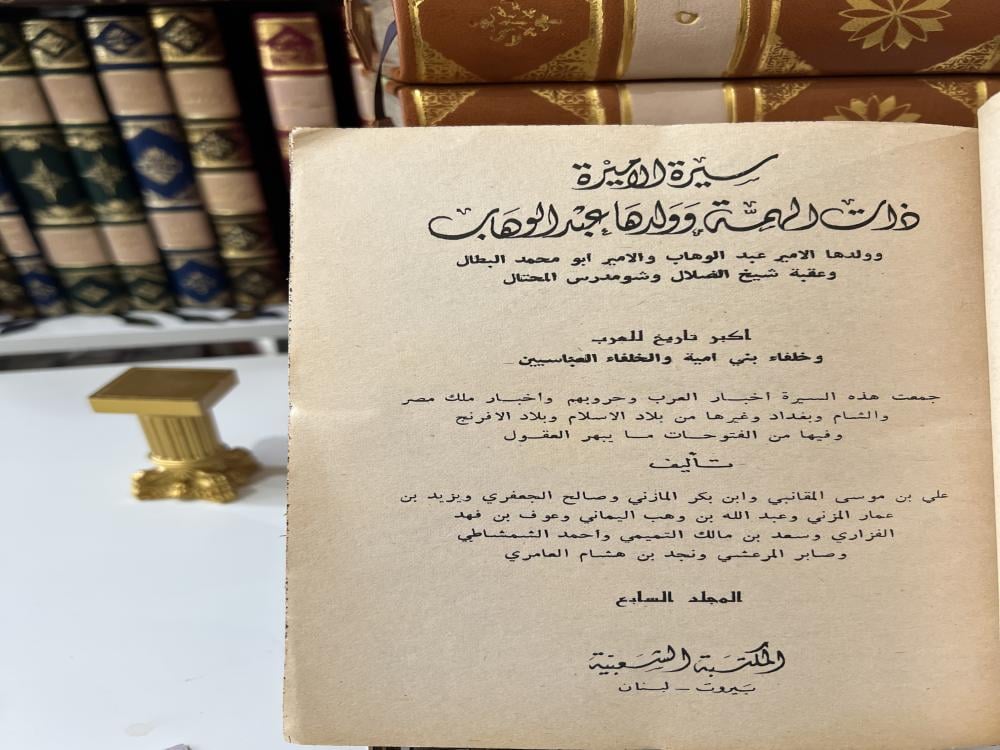 سيرة الاميرة
ذات الهمة وولدها عبد الوهاب
وولدها الامير عبد الوهاب والامير ابو محمد البطال
وعقبة شيخ الضلال وشومدرس المحتال
أكبر تاريخ للعرب
وخلفاء بني امية والخلفاء العباسيين
جمعت هذه السيرة أخبار العرب وحروبهم وأخبار ملك مصر
والشام وبغداد وغيرها من بلاد الاسلام وبلاد الافرنج
وفيها من الفتوحات ما يبهر العقول
تأليف
علي بن موسى المقانبي وابن بكر المازني وصالح الجعفري ويزيد بن
عمار المزني وعبد الله بن وهب اليماني وعوف بن فهد
الفزاري وسعد بن مالك التميمي وأحمد الشمشاطي
وصابر المرعشي ونجد بن هشام العامري
المجلد السابع
المكتبة الشعبية
بيروت - لبنان